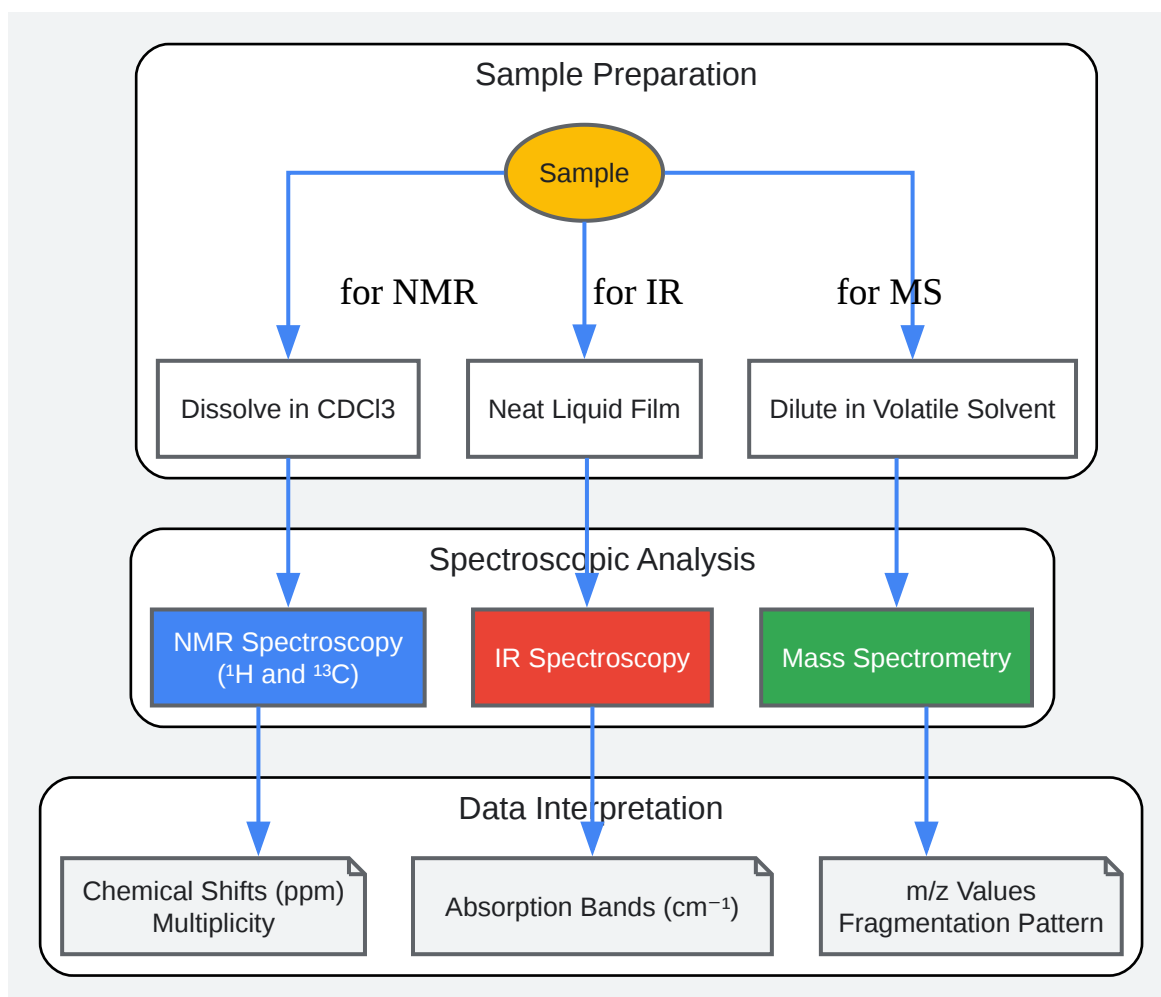 Sample Preparation
Sample
for NMR
for IR
for MS
Dissolve in CDCl3
Neat Liquid Film
Dilute in Volatile Solvent
Spectroscopic Analysis
NMR Spectroscopy
(¹H and ¹³C)
IR Spectroscopy
Mass Spectrometry
Data Interpretation
Chemical Shifts (ppm)
Multiplicity
Absorption Bands (cm⁻¹)
m/z Values
Fragmentation Pattern